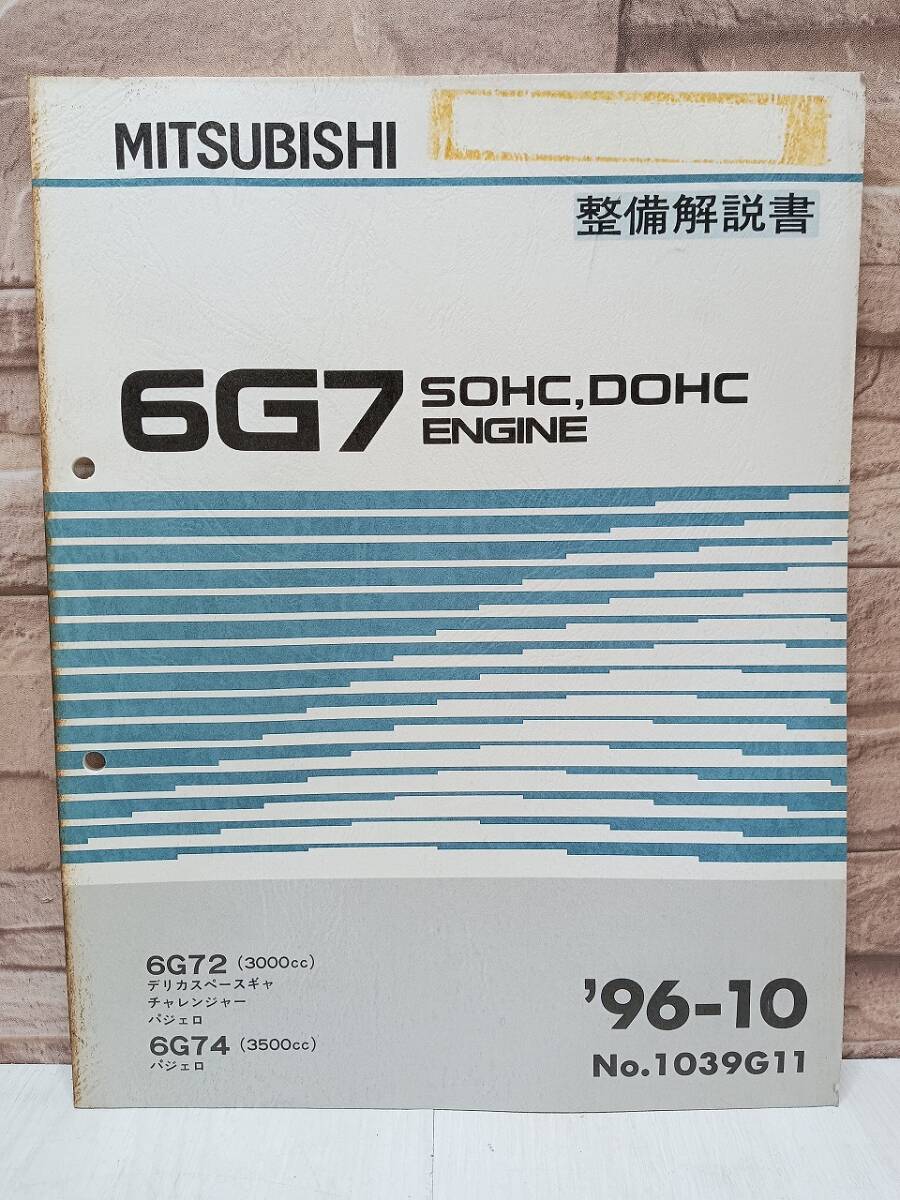 MITSUBISHI
整備解説書
6G7 SOHC,DOHC
ENGINE
6G72 (3000cc)
デリカスペースギャ
チャレンジャー
パジェロ
6G74 (3500cc)
パジェロ
'96-10
No.1039G11